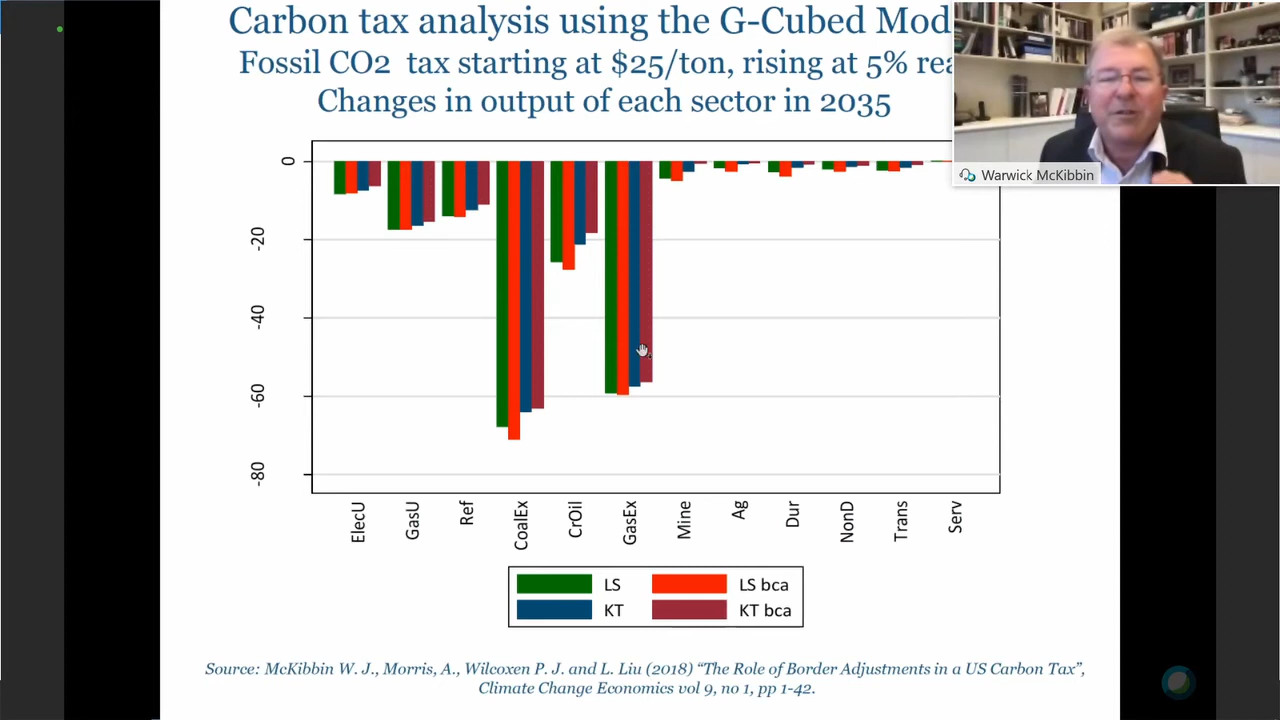 Carbon tax analysis using the G-Cubed Mod
Fossil CO2 tax starting at $25/ton, rising at 5% rea
Changes in output of each sector in 2035
Warwick McKibbin
0
-20
-40
-60
-80
ElecU GasU Ref CoalEx CrOil GasEx Mine Ag Dur NonD Trans Serv
LS LS bca
KT KT bca
Source: McKibbin W. J., Morris, A., Wilcoxen P. J. and L. Liu (2018) “The Role of Border Adjustments in a US Carbon Tax”,
Climate Change Economics vol 9, no 1, pp 1-42.